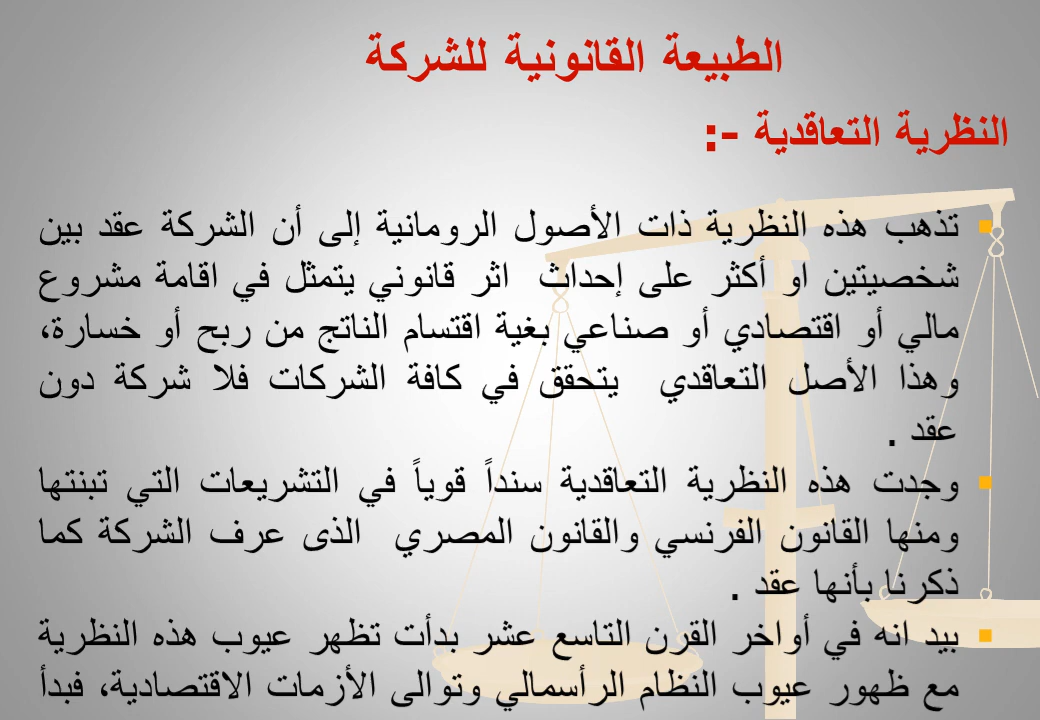 الطبيعة القانونية للشركة
النظرية التعاقدية -:
تذهب هذه النظرية ذات الأصول الرومانية إلى أن الشركة عقد بين
شخصيتين او أكثر على إحداث اثر قانوني يتمثل في اقامة مشروع
مالي أو اقتصادي أو صناعي بغية اقتسام الناتج من ربح أو خسارة،
وهذا الأصل التعاقدي يتحقق في كافة الشركات فلا شركة دون
عقد .
وجدت هذه النظرية التعاقدية سنداً قوياً في التشريعات التي تبنتها
ومنها القانون الفرنسي والقانون المصري الذى عرف الشركة كما
ذكرنا بأنها عقد .
بيد انه في أواخر القرن التاسع عشر بدأت تظهر عيوب هذه النظرية
مع ظهور عيوب النظام الرأسمالي وتوالى الأزمات الاقتصادية، فبدأ